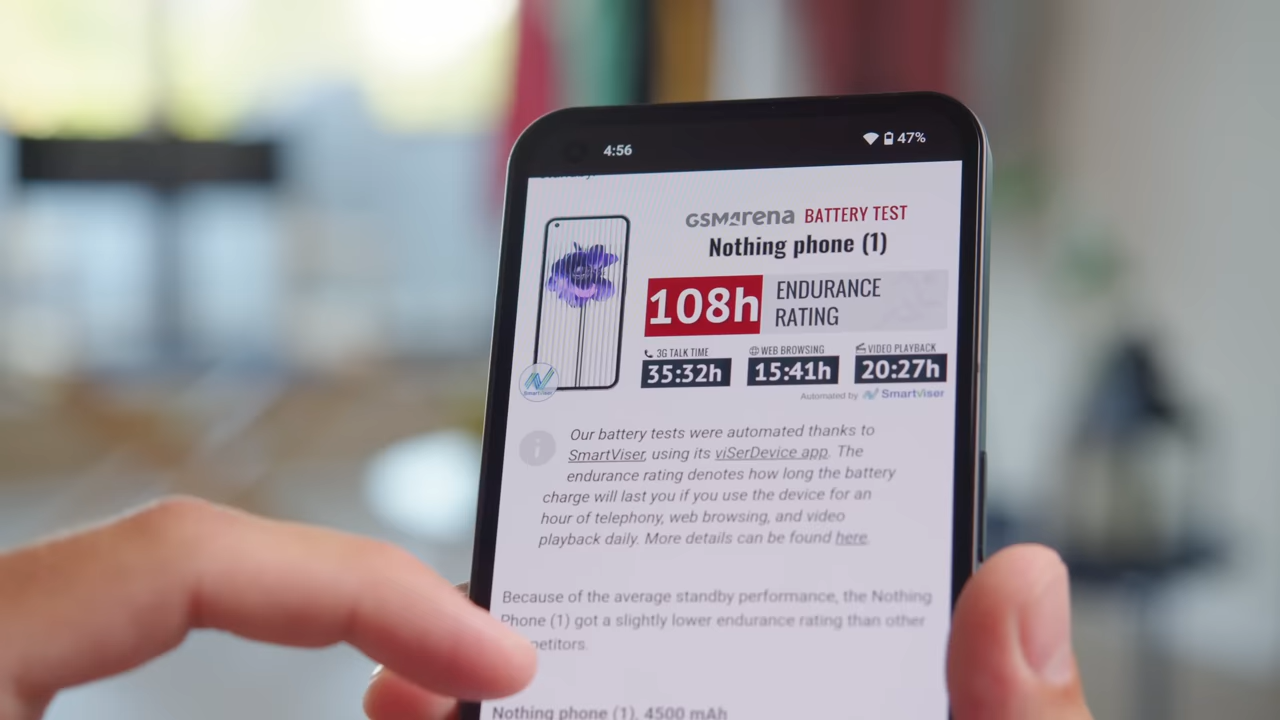 4:56
47%
GSMArena BATTERY TEST
Nothing phone (1)
108h
ENDURANCE
RATING
3G TALK TIME
35:32h
WEB BROWSING
15:41h
VIDEO PLAYBACK
20:27h
Automated by SmartViser
SmartViser
Our battery tests were automated thanks to
SmartViser, using its viSerDevice app. The
endurance rating denotes how long the battery
charge will last you if you use the device for an
hour of telephony, web browsing, and video
playback daily. More details can be found here.
Because of the average standby performance, the Nothing
Phone (1) got a slightly lower endurance rating than other
petitors.
Nothing phone (1), 4500 mAh